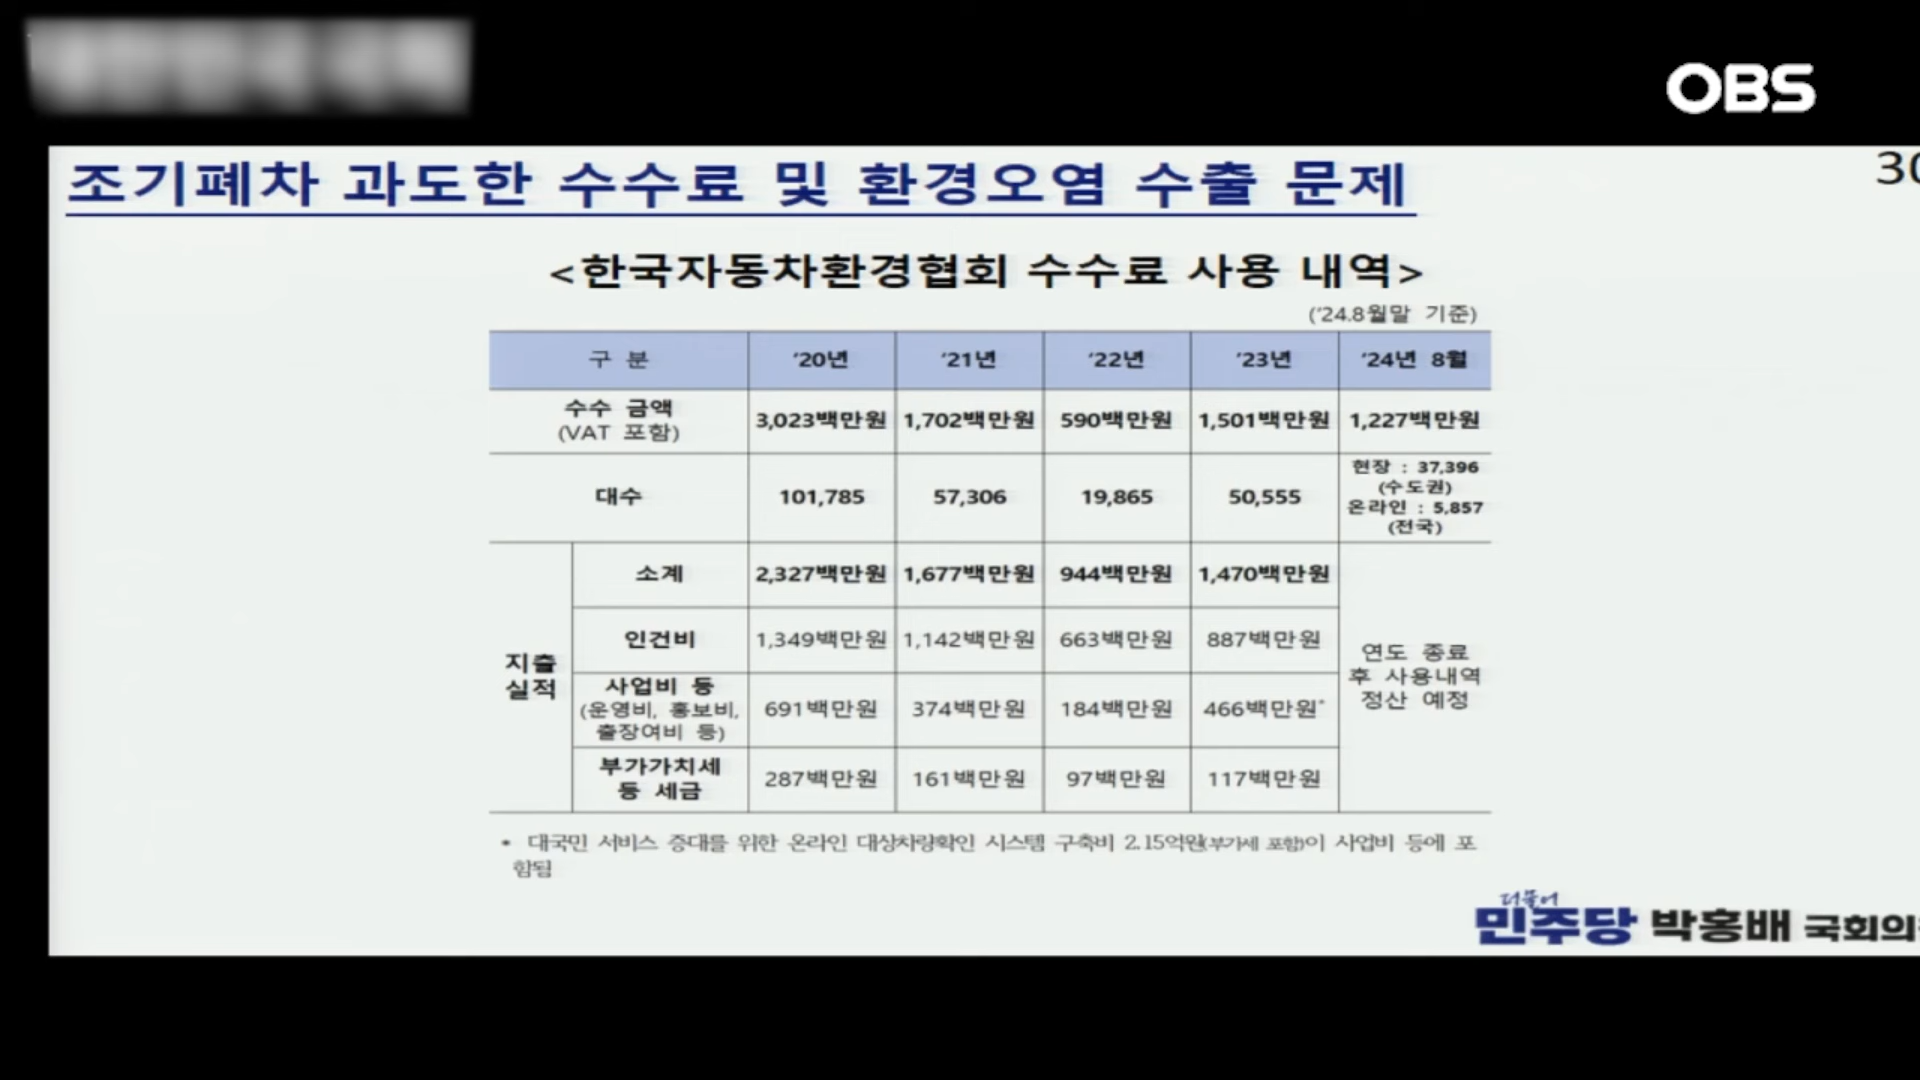 OBS
조기폐차 과도한 수수료 및 환경오염 수출 문제
30
<한국자동차환경협회 수수료 사용 내역>
('24.8월말 기준)
구 분 '20년 '21년 '22년 '23년 '24년 8월
수수 금액
(VAT 포함)
3,023백만원 1,702백만원 590백만원 1,501백만원 1,227백만원
대수 101,785 57,306 19,865 50,555
현장 : 37,396
(수도권)
온라인 : 5,857
(전국)
지출
실적
소계 2,327백만원 1,677백만원 944백만원 1,470백만원
인건비 1,349백만원 1,142백만원 663백만원 887백만원
사업비 등
(운영비, 홍보비,
출장여비 등)
691백만원 374백만원 184백만원 466백만원*
부가가치세
등 세금
287백만원 161백만원 97백만원 117백만원
연도 종료
후 사용내역
정산 예정
* 대국민 서비스 증대를 위한 온라인 대상차량확인 시스템 구축비 2.15억원(부가세 포함)이 사업비 등에 포
함됨
더불어
민주당 박홍배 국회의